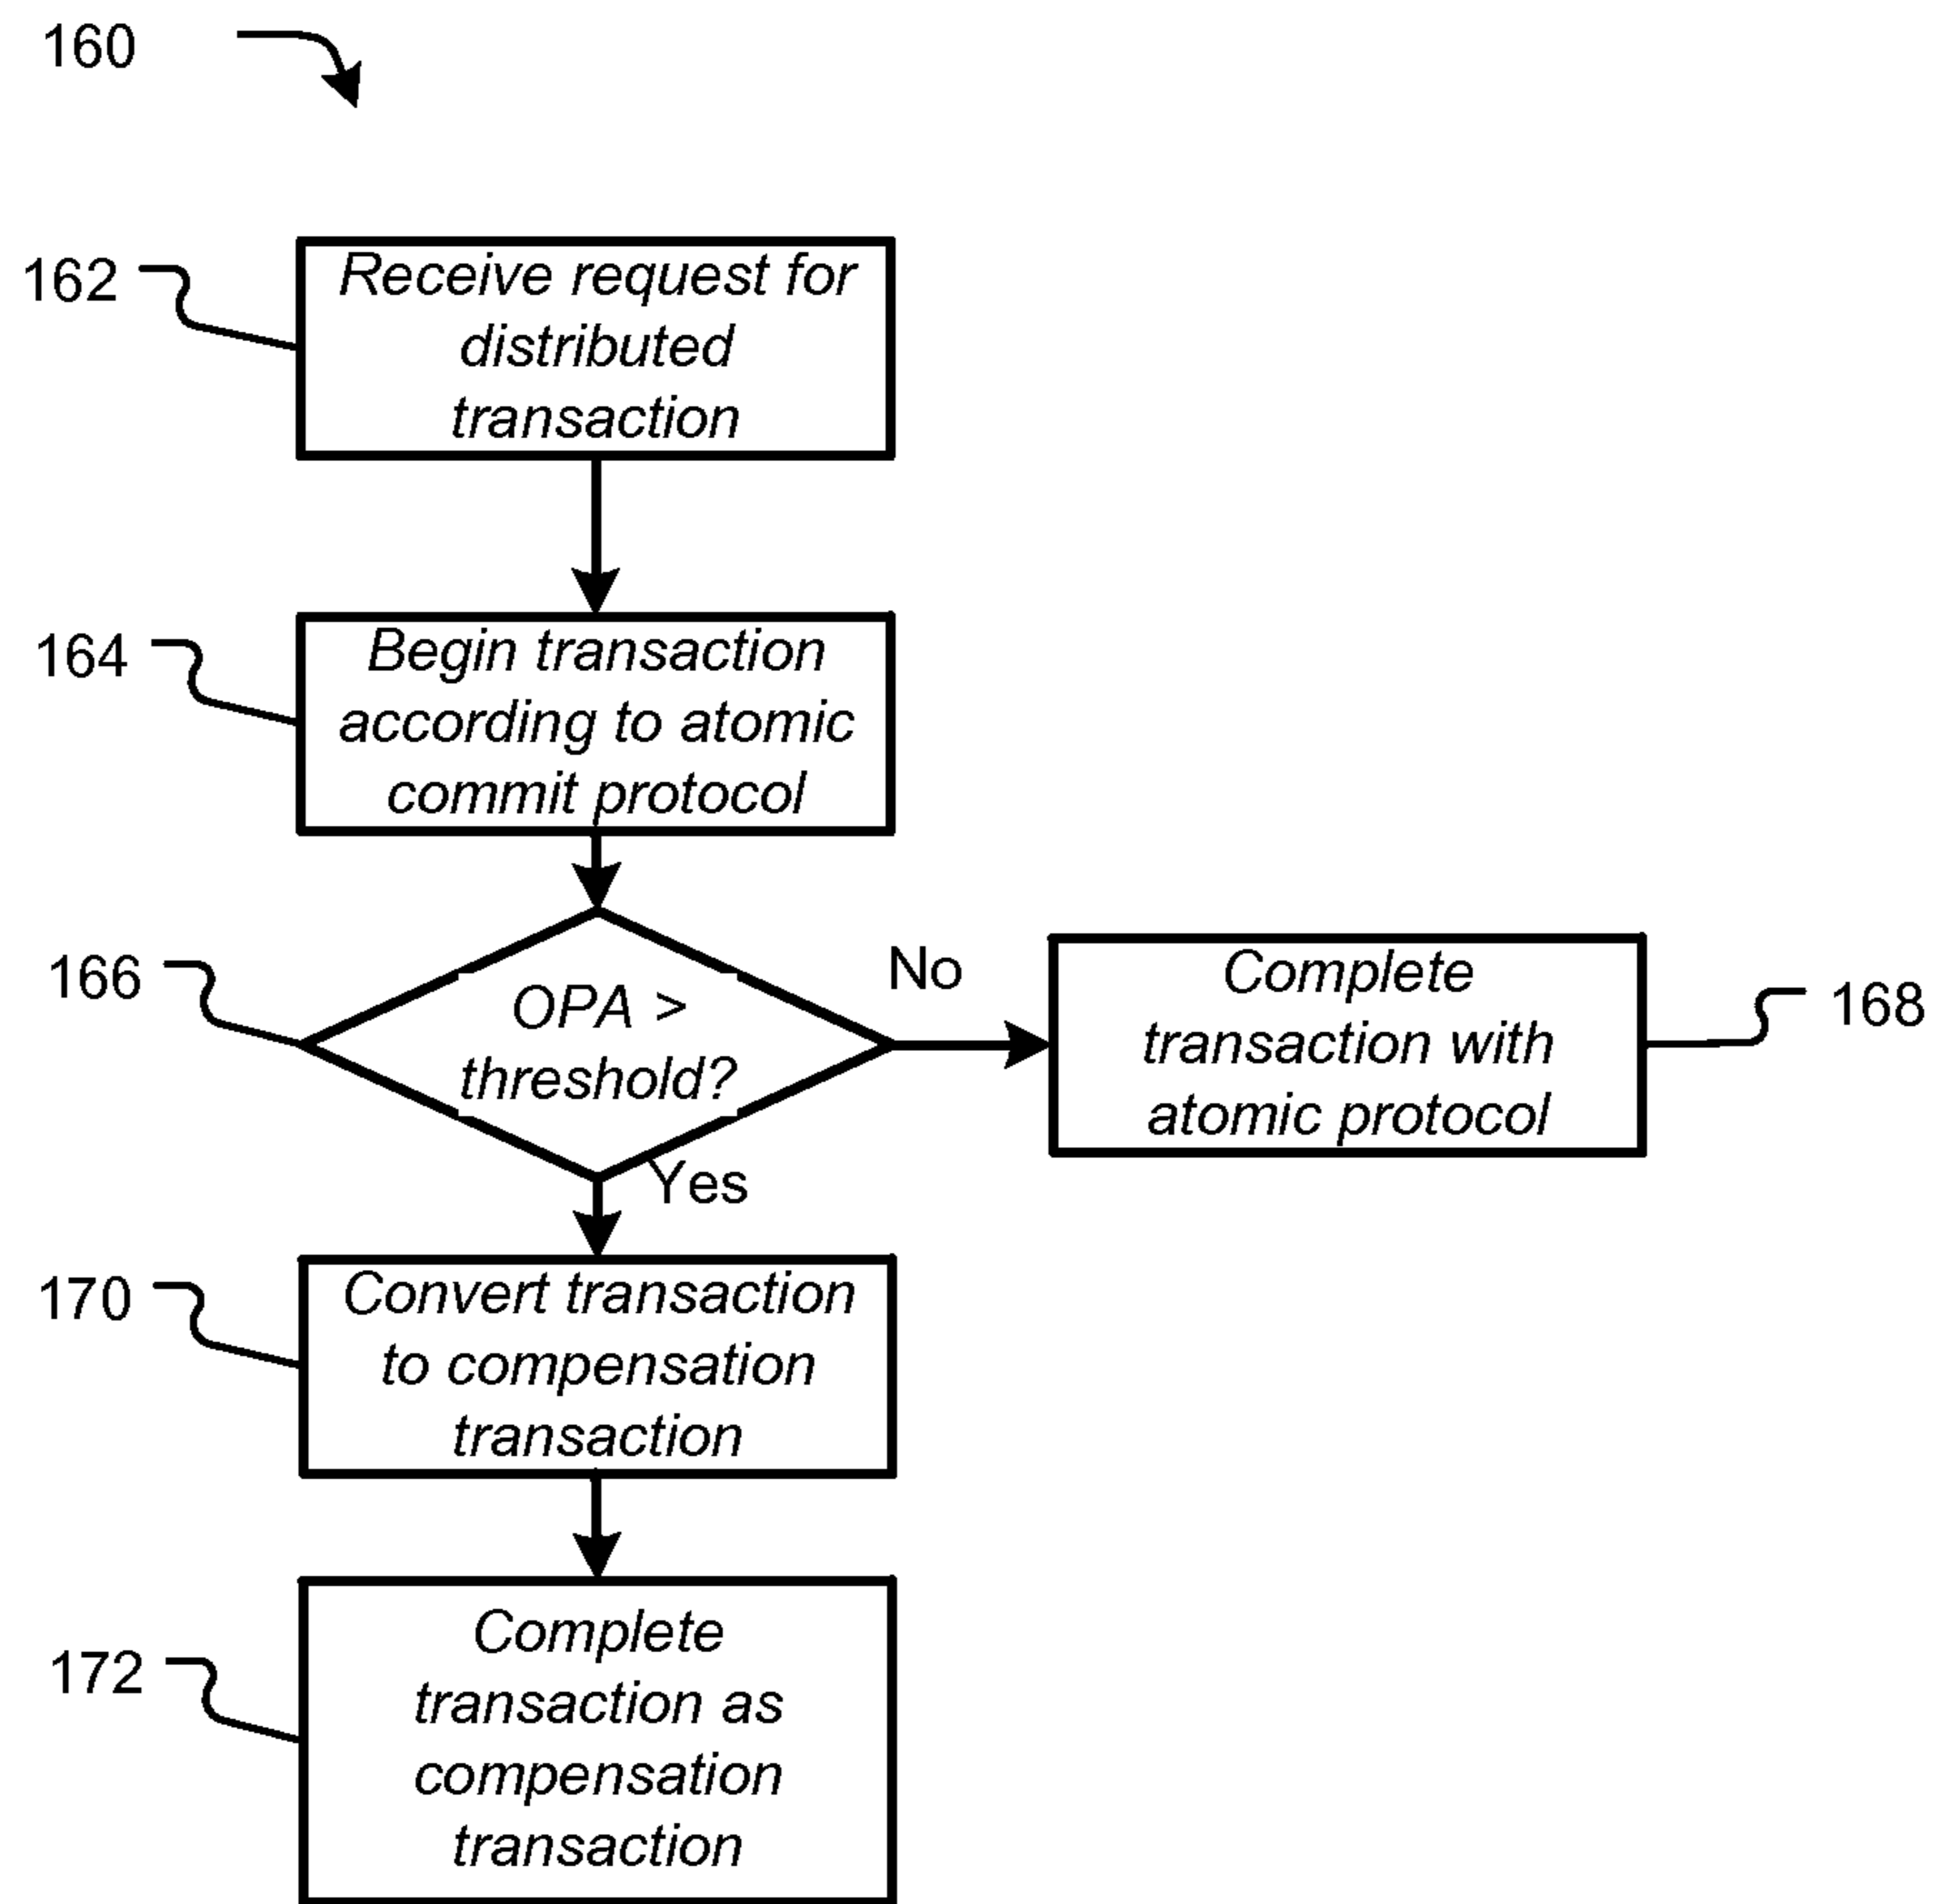 160
162
Receive request for
distributed
transaction
164
Begin transaction
according to atomic
commit protocol
166
OPA >
threshold?
No
Complete
transaction with
atomic protocol
168
Yes
170
Convert transaction
to compensation
transaction
172
Complete
transaction as
compensation
transaction